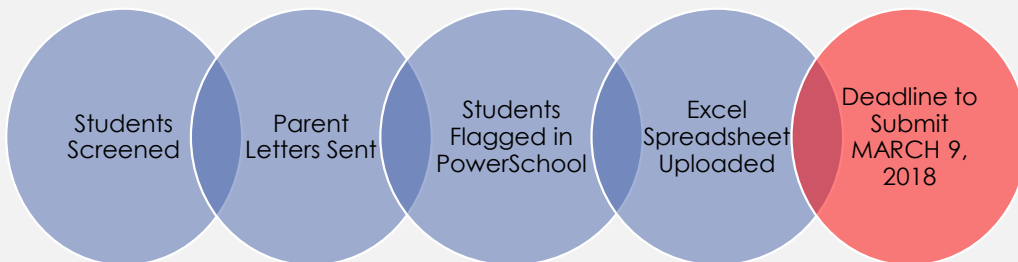 Students
Screened
Parent
Letters Sent
Students
Flagged in
PowerSchool
Excel
Spreadsheet
Uploaded
Deadline to
Submit
MARCH 9,
2018